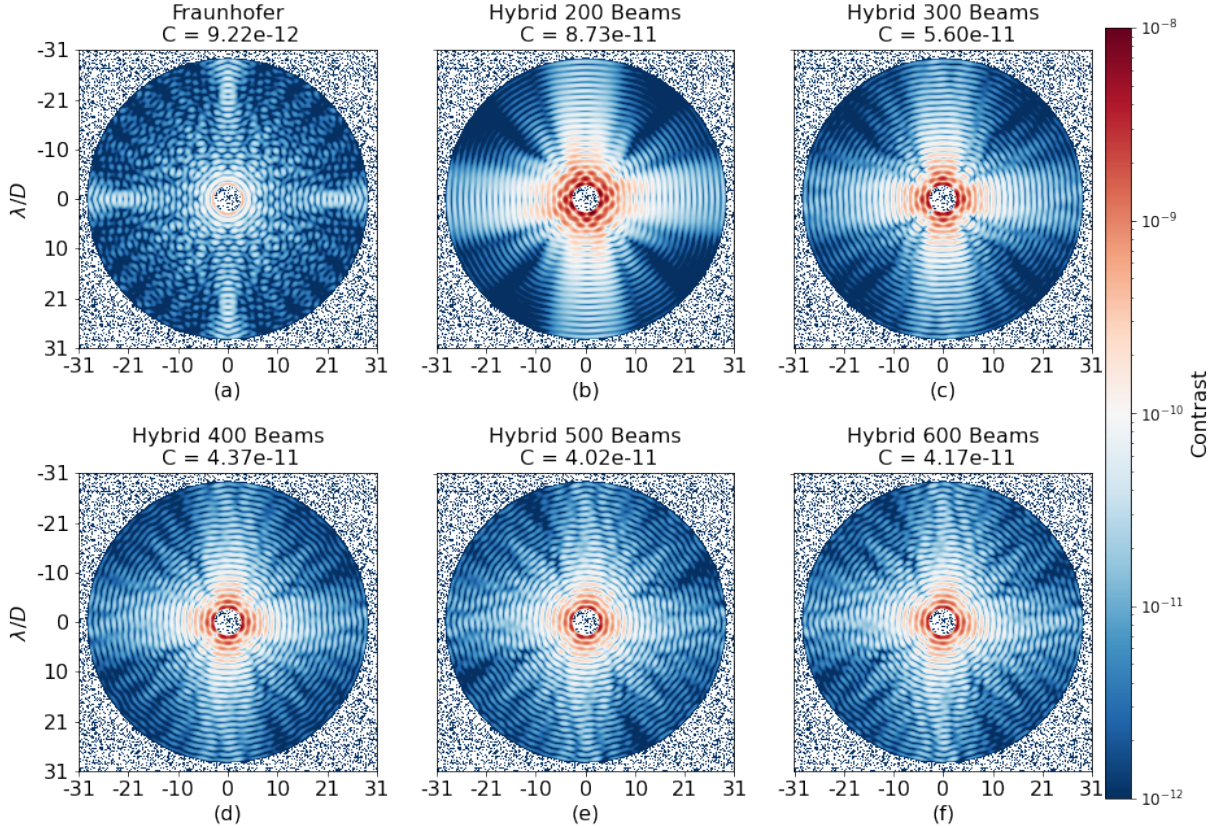 Fraunhofer
C = 9.22e-12
Hybrid 200 Beams
C = 8.73e-11
Hybrid 300 Beams
C = 5.60e-11
-31
-21
-10
0
10
21
31
λ/D
-31 -21 -10 0 10 21 31
(a)
-31 -21 -10 0 10 21 31
(b)
-31 -21 -10 0 10 21 31
(c)
Hybrid 400 Beams
C = 4.37e-11
Hybrid 500 Beams
C = 4.02e-11
Hybrid 600 Beams
C = 4.17e-11
-31
-21
-10
0
10
21
31
λ/D
-31 -21 -10 0 10 21 31
(d)
-31 -21 -10 0 10 21 31
(e)
-31 -21 -10 0 10 21 31
(f)
10⁻⁸
10⁻⁹
10⁻¹⁰
10⁻¹¹
10⁻¹²
Contrast